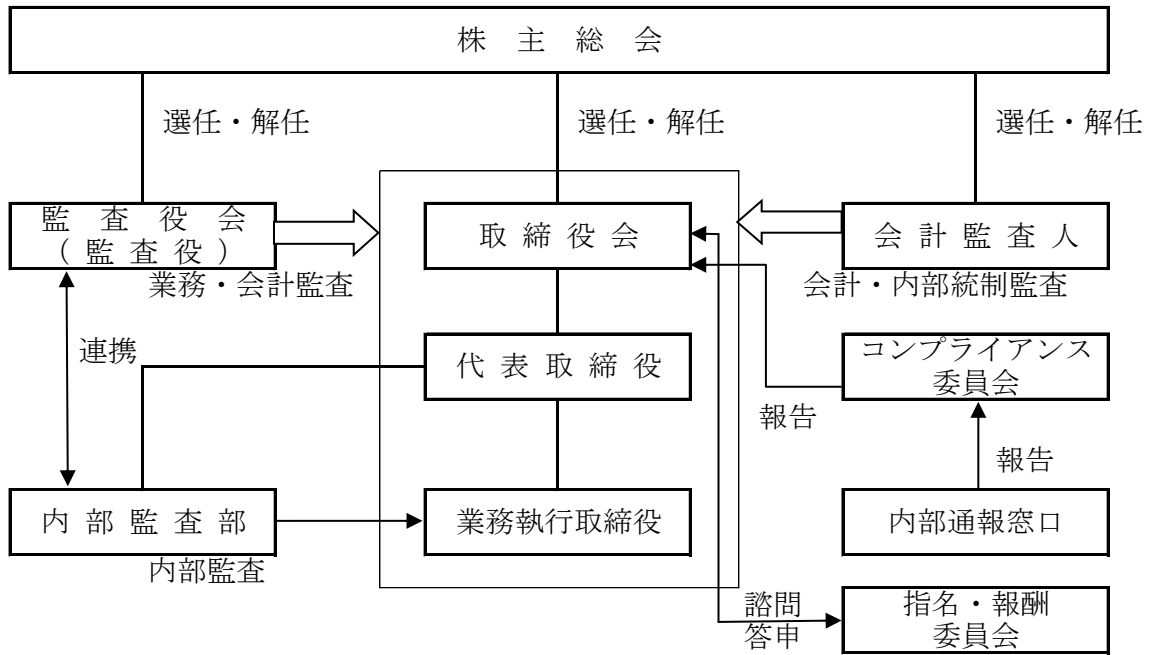 株主総会
選任・解任
選任・解任
選任・解任
監査役会
(監査役)
取締役会
会計監査人
業務・会計監査
会計・内部統制監査
連携
代表取締役
コンプライアンス
委員会
報告
報告
内部監査部
業務執行取締役
内部通報窓口
内部監査
諮問
答申
指名・報酬
委員会